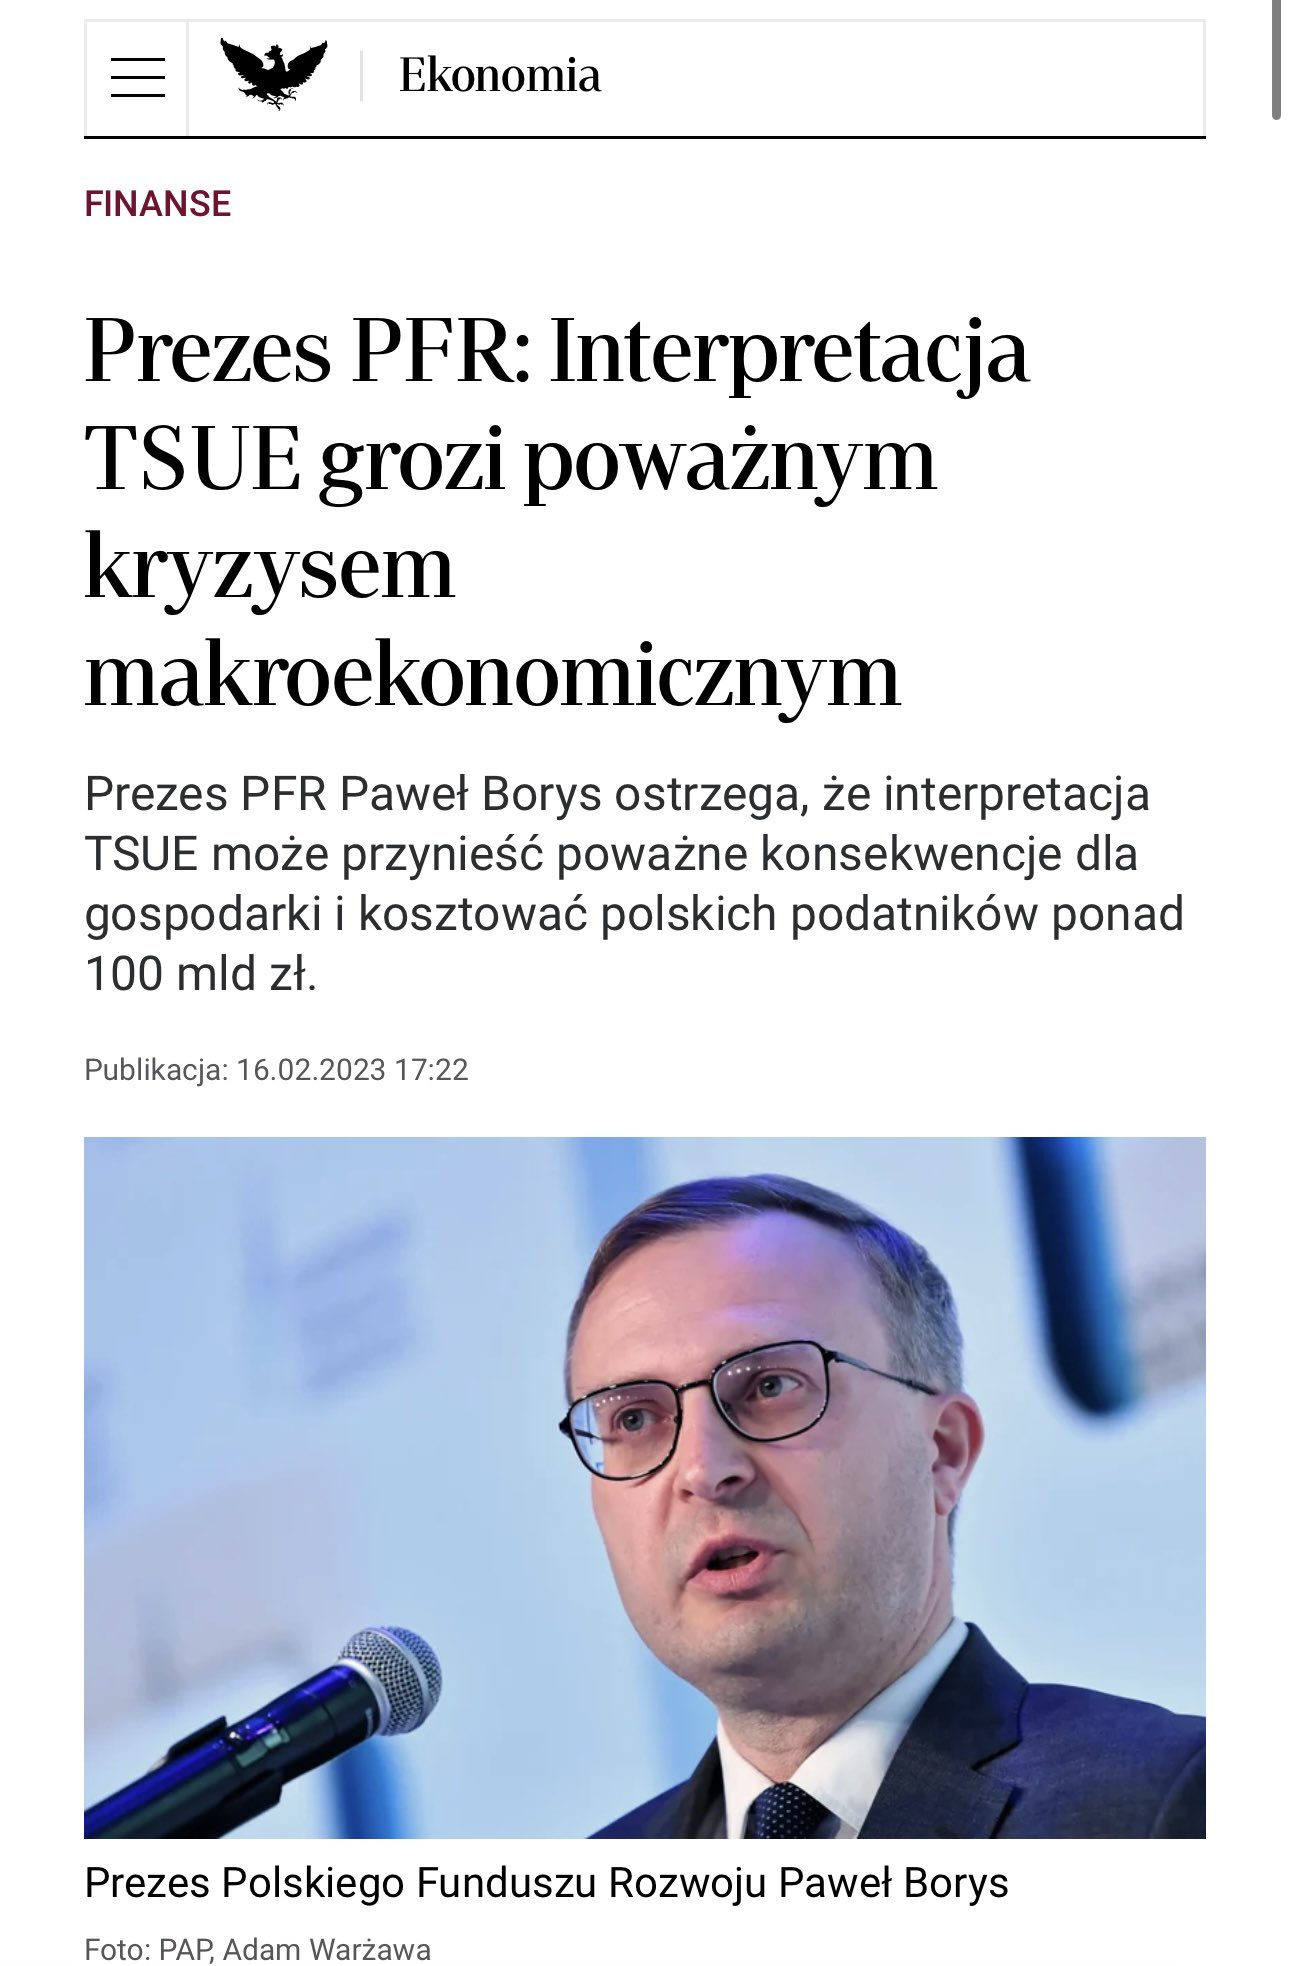 Ekonomia
FINANSE
Prezes PFR: Interpretacja
TSUE grozi poważnym
kryzysem
makroekonomicznym
Prezes PFR Paweł Borys ostrzega, że interpretacja
TSUE może przynieść poważne konsekwencje dla
gospodarki i kosztować polskich podatników ponad
100 mld zł.
Publikacja: 16.02.2023 17:22
Prezes Polskiego Funduszu Rozwoju Paweł Borys
Foto: PAP, Adam Warżawa